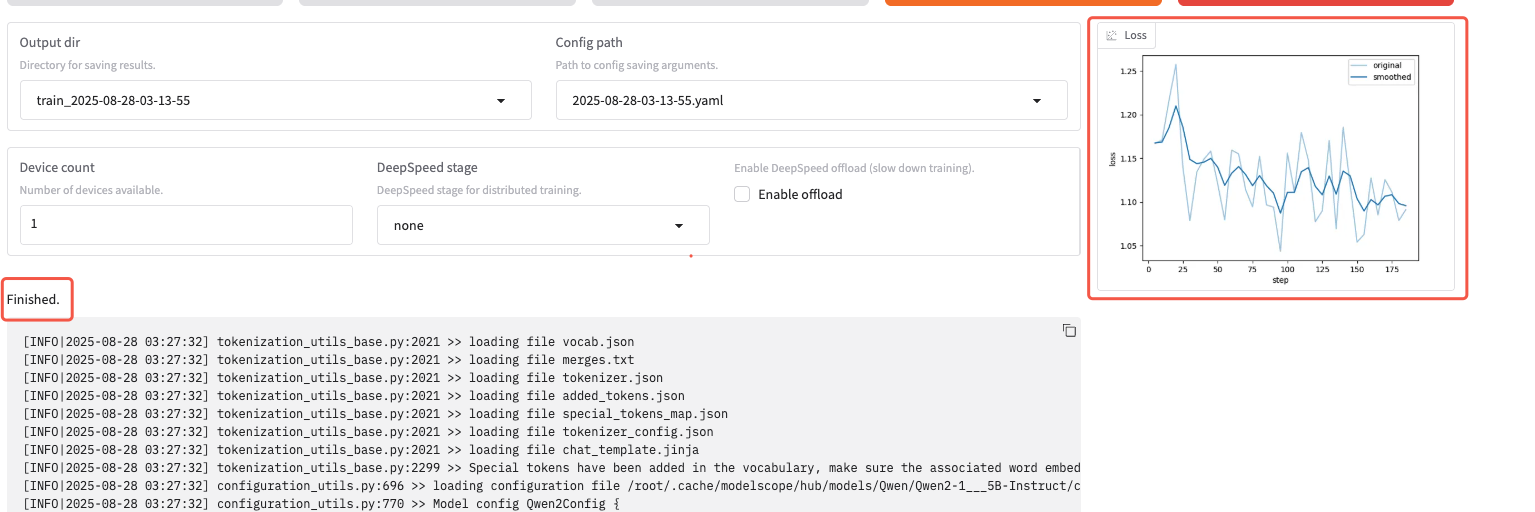 Output dir
Directory for saving results.
train_2025-08-28-03-13-55
Config path
Path to config saving arguments.
2025-08-28-03-13-55.yaml
Device count
Number of devices available.
1
DeepSpeed stage
DeepSpeed stage for distributed training.
none
Enable DeepSpeed offload (slow down training).
Enable offload
Loss
original
smoothed
1.25
1.20
1.15
1.10
1.05
loss
0
25
50
75
100
125
150
175
step
Finished.
[INFO|2025-08-28 03:27:32] tokenization_utils_base.py:2021 >> loading file vocab.json
[INFO|2025-08-28 03:27:32] tokenization_utils_base.py:2021 >> loading file merges.txt
[INFO|2025-08-28 03:27:32] tokenization_utils_base.py:2021 >> loading file tokenizer.json
[INFO|2025-08-28 03:27:32] tokenization_utils_base.py:2021 >> loading file added_tokens.json
[INFO|2025-08-28 03:27:32] tokenization_utils_base.py:2021 >> loading file special_tokens_map.json
[INFO|2025-08-28 03:27:32] tokenization_utils_base.py:2021 >> loading file tokenizer_config.json
[INFO|2025-08-28 03:27:32] tokenization_utils_base.py:2021 >> loading file chat_template.jinja
[INFO|2025-08-28 03:27:32] tokenization_utils_base.py:2299 >> Special tokens have been added in the vocabulary, make sure the associated word embed
[INFO|2025-08-28 03:27:32] configuration_utils.py:696 >> loading configuration file /root/.cache/modelscope/hub/models/Qwen/Qwen2-1___5B-Instruct/c
[INFO|2025-08-28 03:27:32] configuration_utils.py:770 >> Model config Qwen2Config {